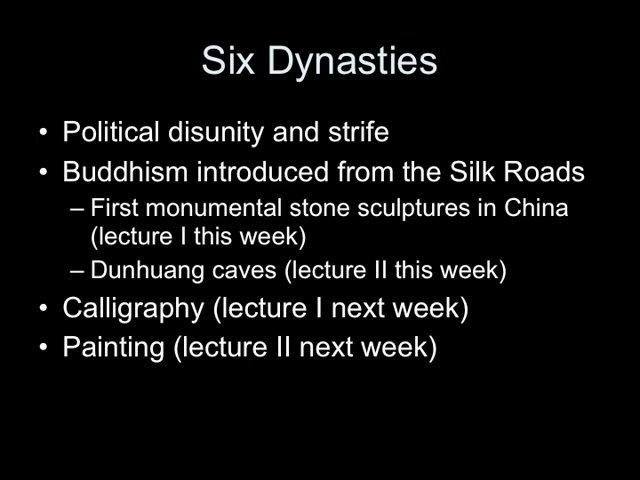 Six Dynasties
• Political disunity and strife
• Buddhism introduced from the Silk Roads
– First monumental stone sculptures in China
(lecture I this week)
– Dunhuang caves (lecture II this week)
• Calligraphy (lecture I next week)
• Painting (lecture II next week)